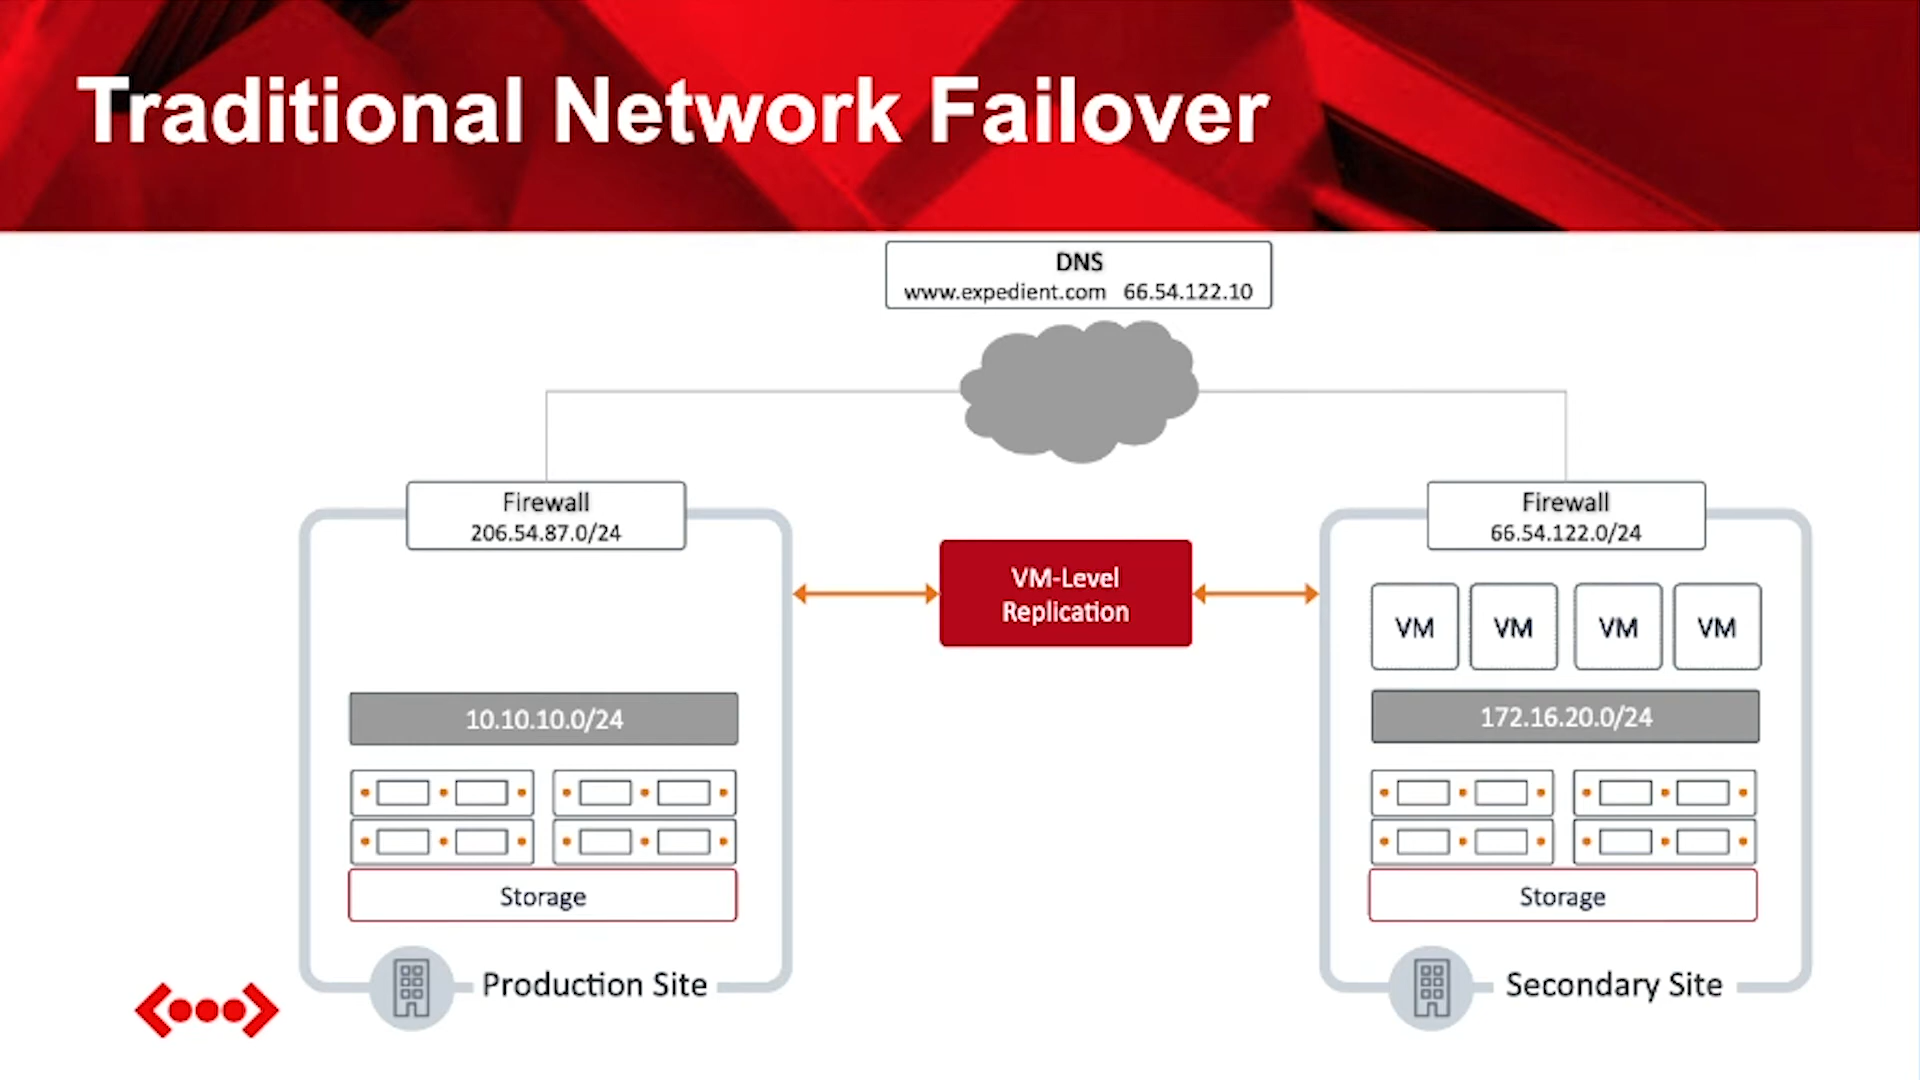 Traditional Network Failover
DNS
www.expedient.com 66.54.122.10
Firewall
206.54.87.0/24
Firewall
66.54.122.0/24
VM-Level
Replication
VM VM VM VM
10.10.10.0/24
172.16.20.0/24
Storage
Storage
Production Site
Secondary Site